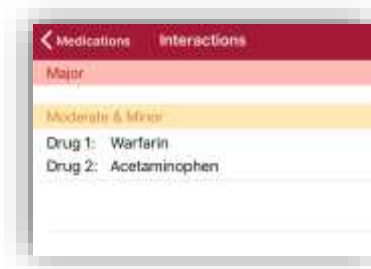 Medications Interactions
Major
Moderate & Minor
Drug 1: Warfarin
Drug 2: Acetaminophen